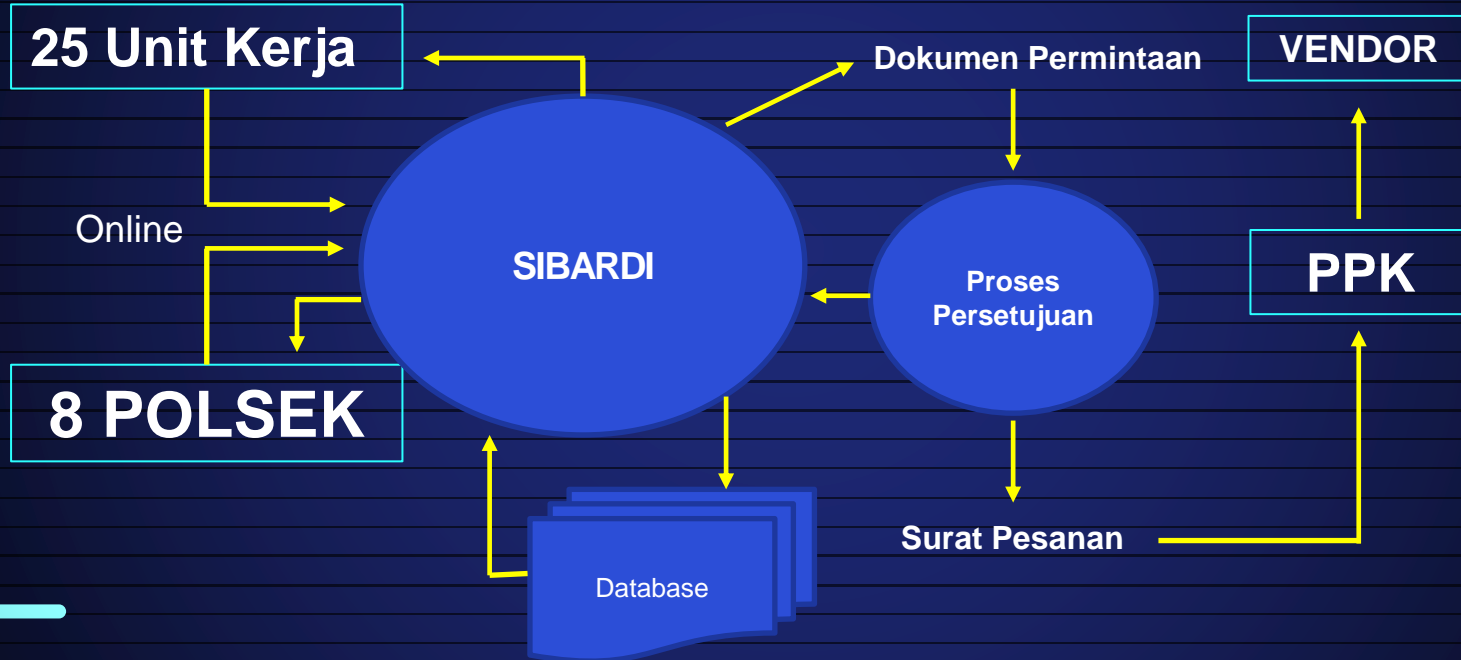 25 Unit Kerja
Dokumen Permintaan
VENDOR
Online
SIBARDI
Proses
Persetujuan
PPK
8 POLSEK
Surat Pesanan
Database